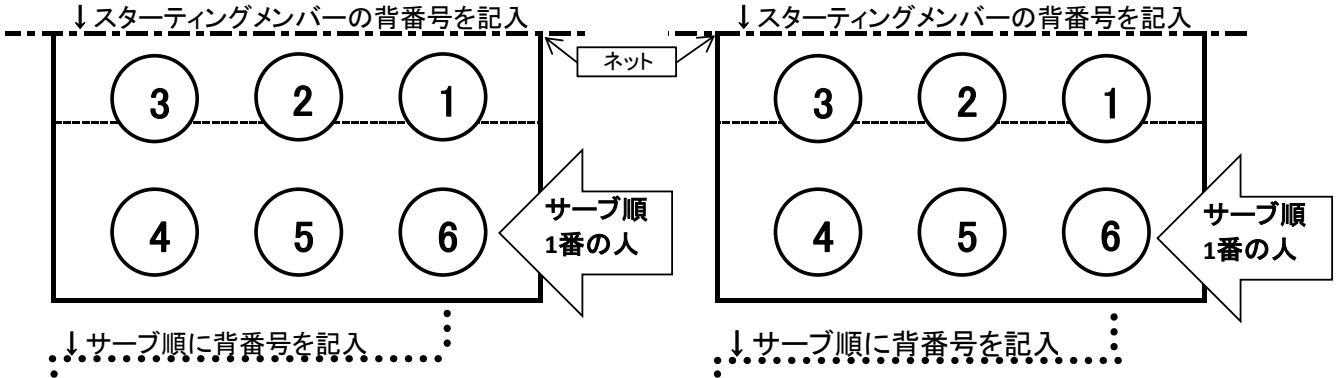 ↓スターティングメンバーの背番号を記入
↓スターティングメンバーの背番号を記入
ネット
3 2 1
3 2 1
4 5 6
サーブ順
1番の人
4 5 6
サーブ順
1番の人
↓サーブ順に背番号を記入
↓サーブ順に背番号を記入